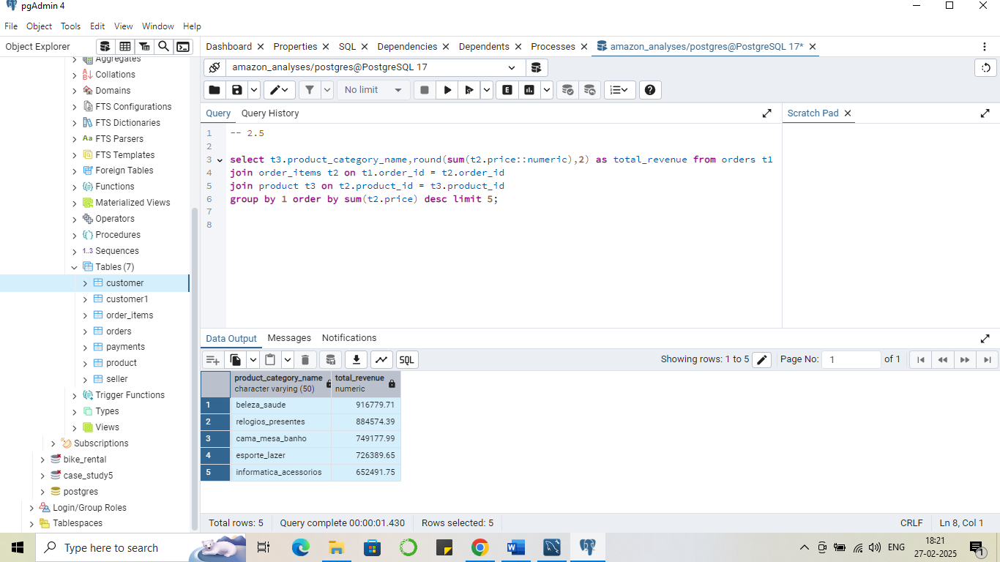 pgAdmin 4
File Object Tools Edit View Window Help
Object Explorer
Dashboard Properties SQL Dependencies Dependents Processes amazon_analyses/postgres@PostgreSQL 17*
amazon_analyses/postgres@PostgreSQL 17
No limit
E
Query Query History
Scratch Pad
1 -- 2.5
2
3 select t3.product_category_name,round(sum(t2.price::numeric),2) as total_revenue from orders t1
4 join order_items t2 on t1.order_id = t2.order_id
5 join product t3 on t2.product_id = t3.product_id
6 group by 1 order by sum(t2.price) desc limit 5;
7
8
Aggregates
Collations
Domains
FTS Configurations
FTS Dictionaries
Aa FTS Parsers
FTS Templates
Foreign Tables
Functions
Materialized Views
Operators
Procedures
1..3 Sequences
Tables (7)
customer
customer1
order_items
orders
payments
product
seller
Trigger Functions
Types
Views
Subscriptions
bike_rental
case_study5
postgres
Login/Group Roles
Tablespaces
Data Output Messages Notifications
SQL
Showing rows: 1 to 5 Page No: 1 of 1
product_category_name total_revenue
character varying (50) numeric
1 beleza_saude 916779.71
2 relogios_presentes 884574.39
3 cama_mesa_banho 749177.99
4 esporte_lazer 726389.65
5 informatica_acessorios 652491.75
Total rows: 5 Query complete 00:00:01.430 Rows selected: 5 CRLF Ln 8, Col 1
Type here to search
ENG
18:21
27-02-2025
1